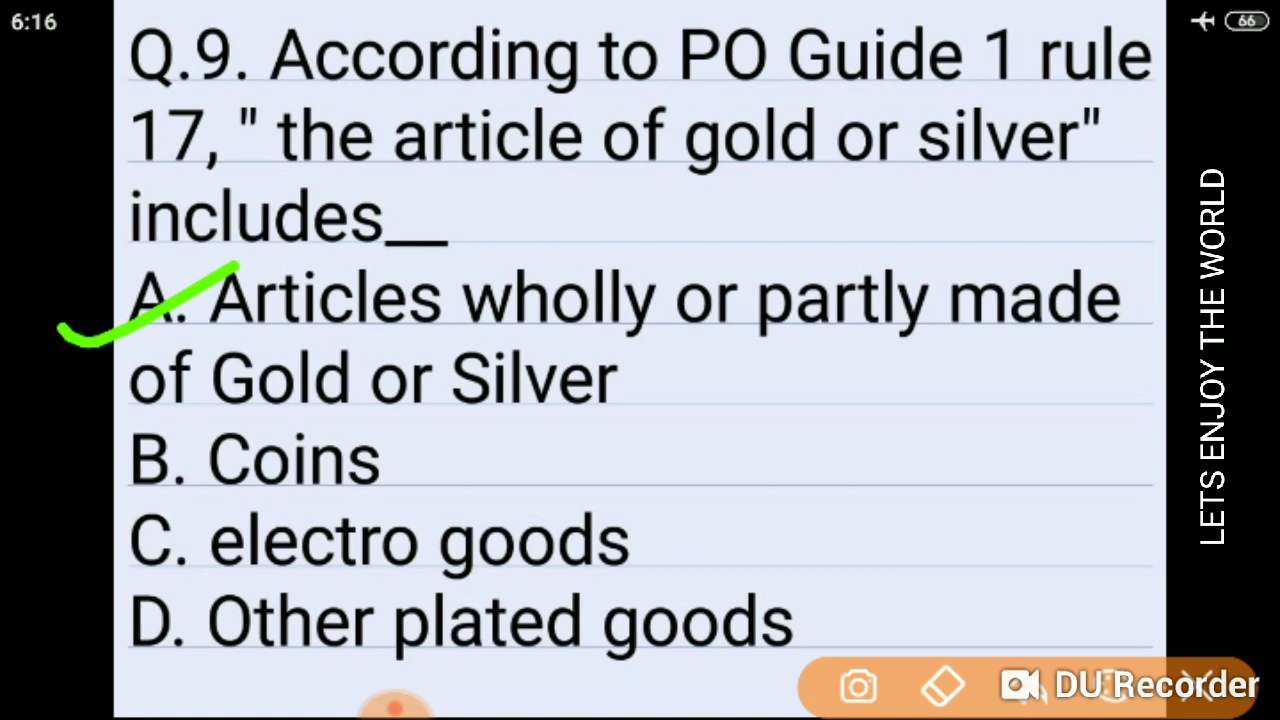 6:16
66
Q.9. According to PO Guide 1 rule
17, " the article of gold or silver"
includes__
A. Articles wholly or partly made
of Gold or Silver
B. Coins
C. electro goods
D. Other plated goods
LETS ENJOY THE WORLD
DU Recorder